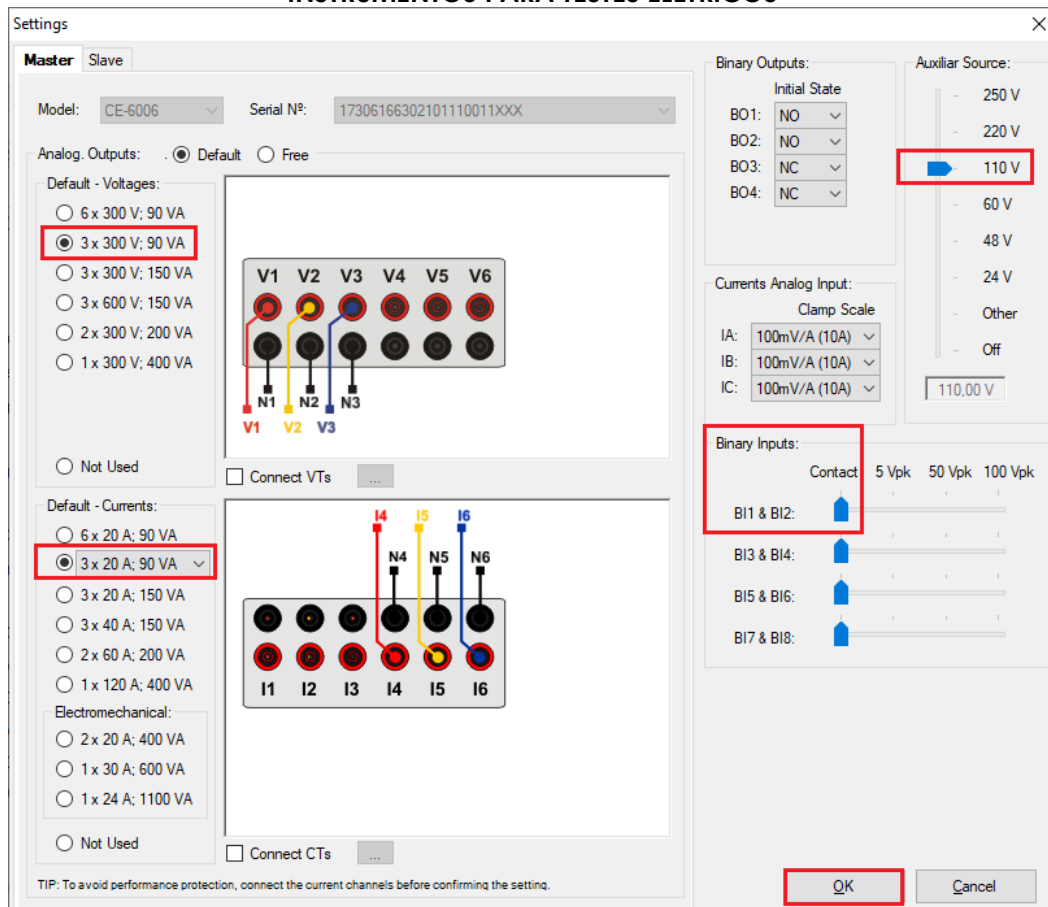 INSTRUMENTOS PARA TESTES ELÉTRICOS
Settings
Master Slave
Model: CE-6006 Serial Nº: 17306166302101110011XXX
Analog. Outputs: . Default Free
Default - Voltages:
6 x 300 V; 90 VA
3 x 300 V; 90 VA
3 x 300 V; 150 VA
3 x 600 V; 150 VA
2 x 300 V; 200 VA
1 x 300 V; 400 VA
Not Used
V1 V2 V3 V4 V5 V6
N1 N2 N3
V1 V2 V3
Connect VTs ...
Default - Currents:
6 x 20 A; 90 VA
3 x 20 A; 90 VA
3 x 20 A; 150 VA
3 x 40 A; 150 VA
2 x 60 A; 200 VA
1 x 120 A; 400 VA
Electromechanical:
2 x 20 A; 400 VA
1 x 30 A; 600 VA
1 x 24 A; 1100 VA
Not Used
I4 I5 I6
N4 N5 N6
I1 I2 I3 I4 I5 I6
Connect CTs ...
TIP: To avoid performance protection, connect the current channels before confirming the setting.
Binary Outputs:
Initial State
BO1: NO
BO2: NO
BO3: NC
BO4: NC
Auxiliar Source:
250 V
220 V
110 V
60 V
48 V
24 V
Other
Off
110,00 V
Currents Analog Input:
Clamp Scale
IA: 100mV/A (10A)
IB: 100mV/A (10A)
IC: 100mV/A (10A)
Binary Inputs:
Contact 5 Vpk 50 Vpk 100 Vpk
BI1 & BI2:
BI3 & BI4:
BI5 & BI6:
BI7 & BI8:
OK Cancel